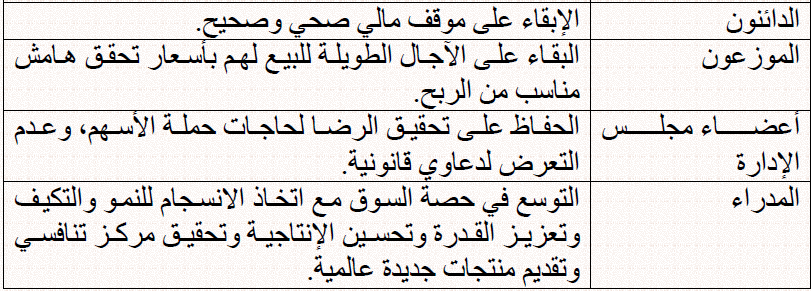 الدائنون
الإبقاء على موقف مالي صحي وصحيح.
الموزعون
البقاء على الآجال الطويلة للبيع لهم بأسعار تحقق هامش
مناسب من الربح.
أعضاء مجلس
الإدارة
الحفاظ على تحقيق الرضا لحاجات حملة الأسهم، وعدم
التعرض لدعاوي قانونية.
المدراء
التوسع في حصة السوق مع اتخاذ الانسجام للنمو والتكيف
وتعزيز القدرة وتحسين الإنتاجية وتحقيق مركز تنافسي
وتقديم منتجات جديدة عالمية.